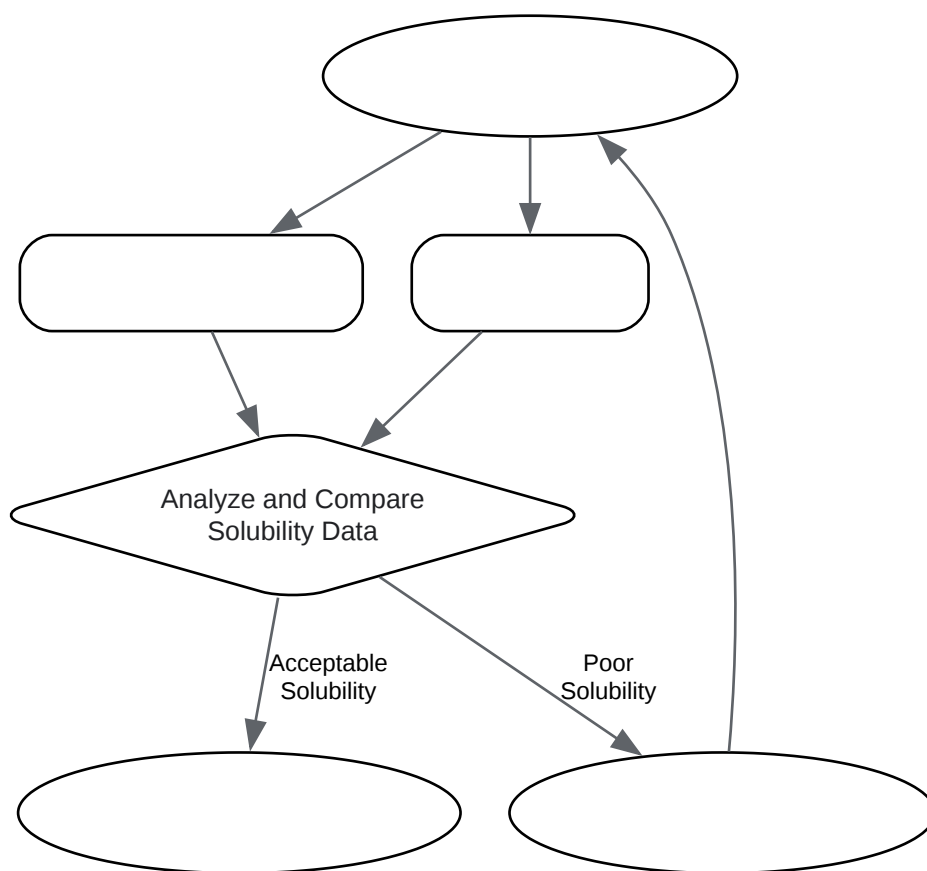 Analyze and Compare
Solubility Data
Acceptable
Solubility
Poor
Solubility